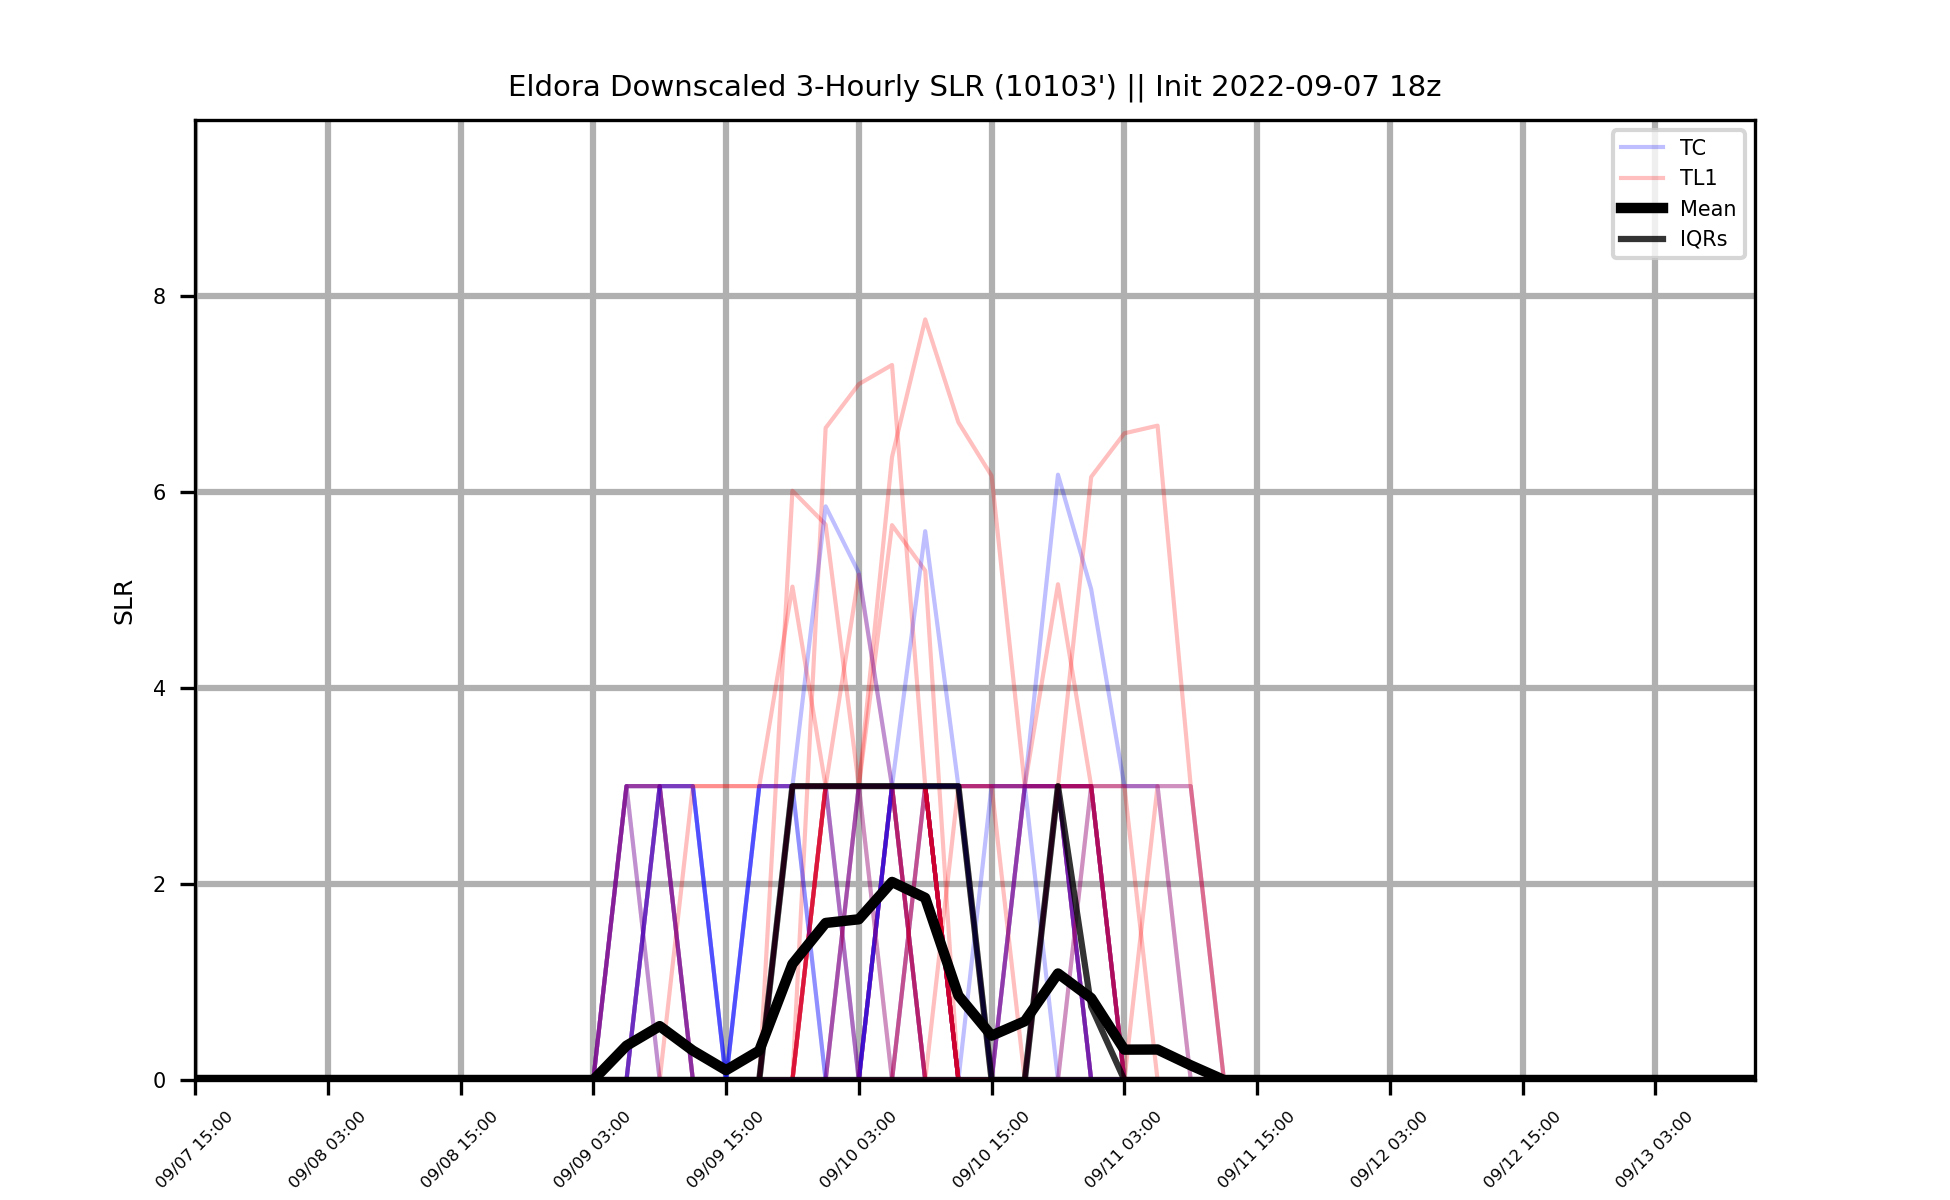 Eldora Downscaled 3-Hourly SLR (10103') || Init 2022-09-07 18z
TC
TL1
Mean
IQRs
SLR
8
6
4
2
0
09/07 15:00
09/08 03:00
09/08 15:00
09/09 03:00
09/09 15:00
09/10 03:00
09/10 15:00
09/11 03:00
09/11 15:00
09/12 03:00
09/12 15:00
09/13 03:00